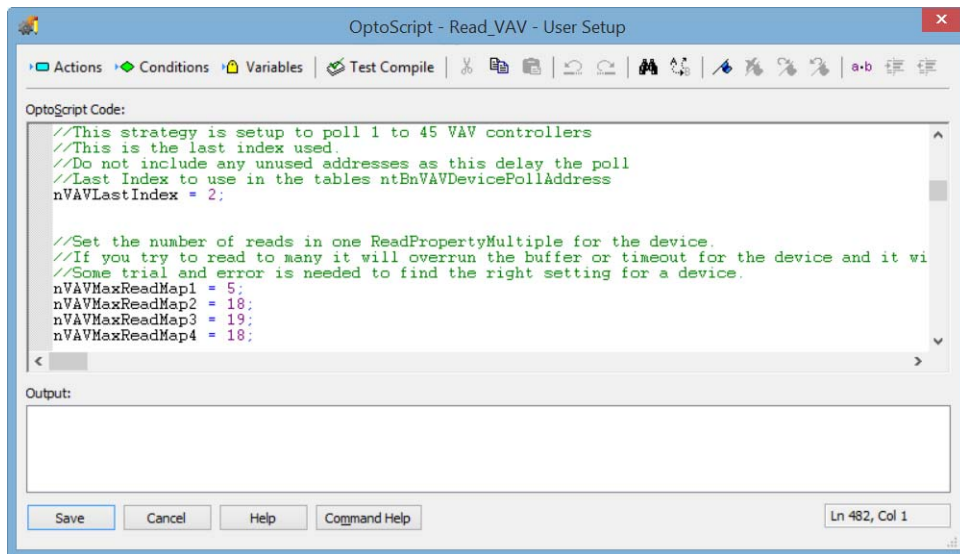 OptoScript - Read_VAV - User Setup
Actions Conditions Variables Test Compile
OptoScript Code:
//This strategy is setup to poll 1 to 45 VAV controllers
//This is the last index used.
//Do not include any unused addresses as this delay the poll
//Last Index to use in the tables ntBnVAVDevicePollAddress
nVAVLastIndex = 2;
//Set the number of reads in one ReadPropertyMultiple for the device.
//If you try to read to many it will overrun the buffer or timeout for the device and it wi
//Some trial and error is needed to find the right setting for a device.
nVAVMaxReadMap1 = 5;
nVAVMaxReadMap2 = 18;
nVAVMaxReadMap3 = 19;
nVAVMaxReadMap4 = 18;
Output:
Save Cancel Help Command Help Ln 482, Col 1